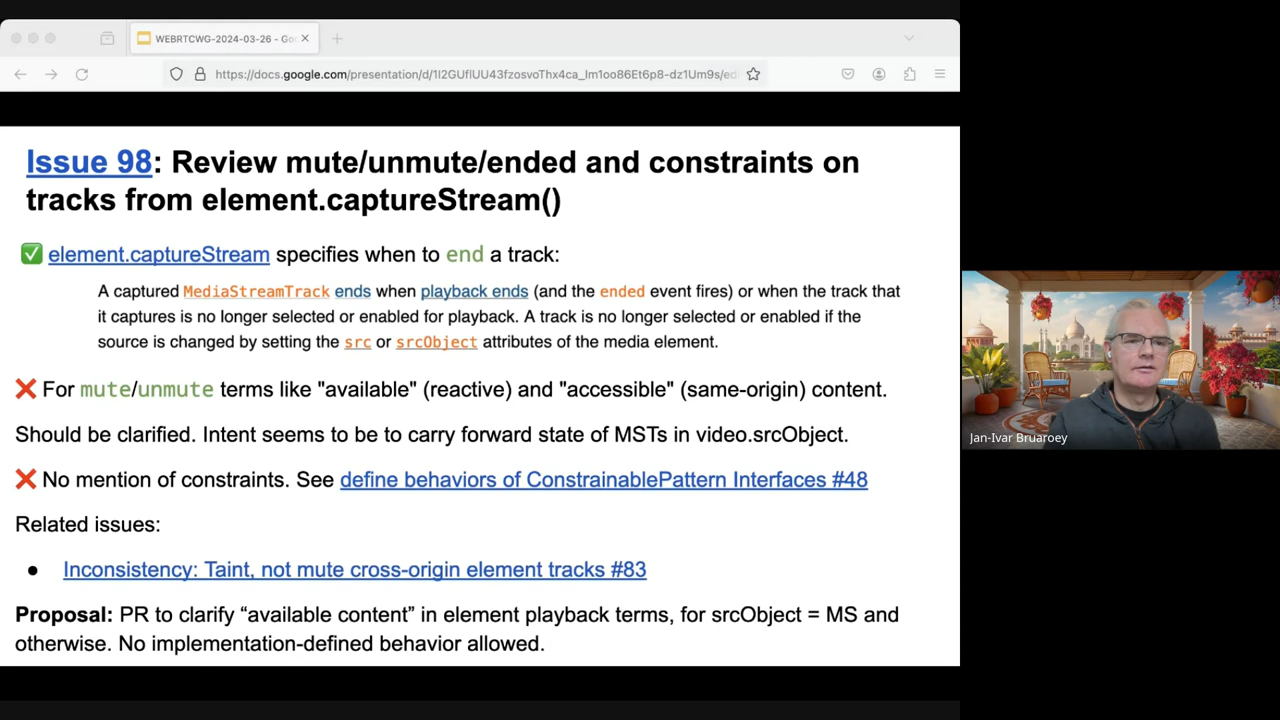 WEBRTCWG-2024-03-26 - Goo
https://docs.google.com/presentation/d/1I2GUflUU43fzosvoThx4ca_Im1oo86Et6p8-dz1Um9s/edi
Issue 98: Review mute/unmute/ended and constraints on
tracks from element.captureStream()
✅ element.captureStream specifies when to end a track:
A captured MediaStreamTrack ends when playback ends (and the ended event fires) or when the track that
it captures is no longer selected or enabled for playback. A track is no longer selected or enabled if the
source is changed by setting the src or srcObject attributes of the media element.
❌ For mute/unmute terms like "available" (reactive) and "accessible" (same-origin) content.
Should be clarified. Intent seems to be to carry forward state of MSTs in video.srcObject.
❌ No mention of constraints. See define behaviors of ConstrainablePattern Interfaces #48
Related issues:
● Inconsistency: Taint, not mute cross-origin element tracks #83
Proposal: PR to clarify “available content” in element playback terms, for srcObject = MS and
otherwise. No implementation-defined behavior allowed.
Jan-Ivar Bruaroey